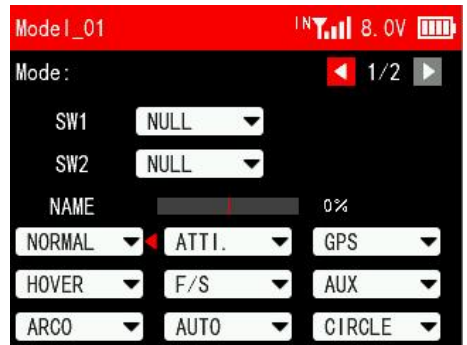 Model_01 IN 8.0V
Mode: 1/2
SW1 NULL
SW2 NULL
NAME 0%
NORMAL ATTI. GPS
HOVER F/S AUX
ARCO AUTO CIRCLE